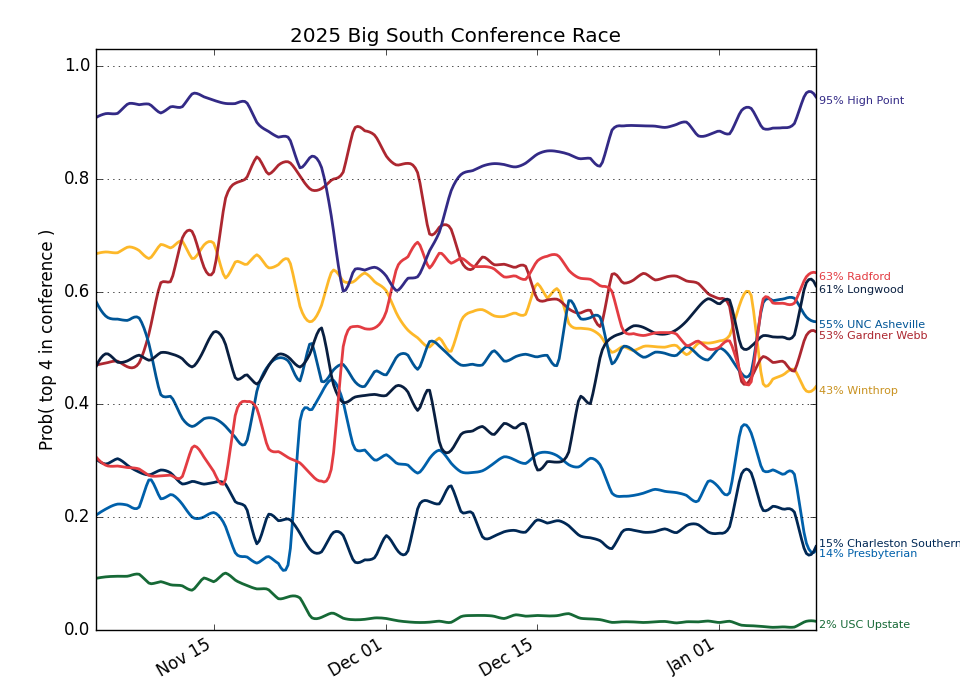 2025 Big South Conference Race
Prob( top 4 in conference )
1.0
0.8
0.6
0.4
0.2
0.0
Nov 15
Dec 01
Dec 15
Jan 01
95% High Point
63% Radford
61% Longwood
55% UNC Asheville
53% Gardner Webb
43% Winthrop
15% Charleston Southern
14% Presbyterian
2% USC Upstate